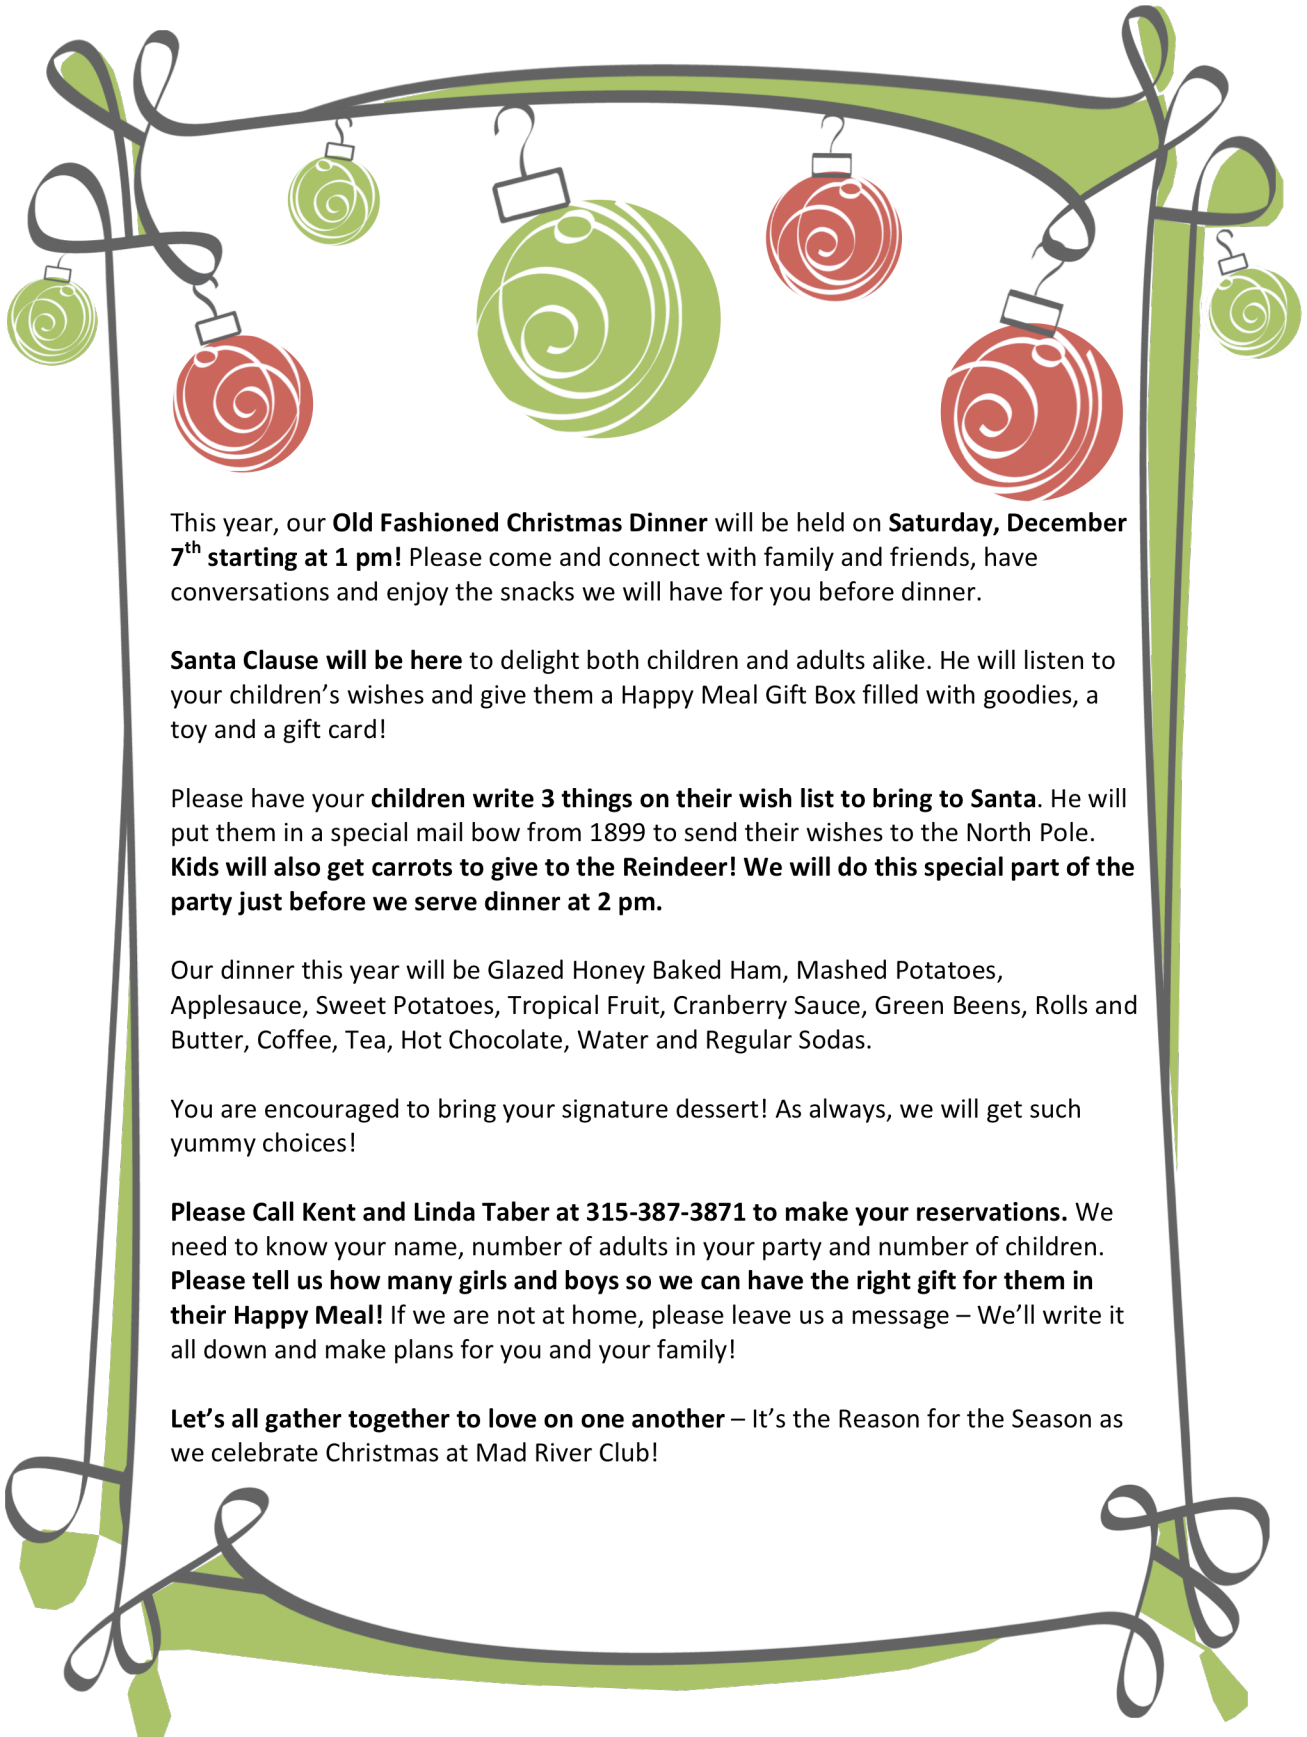 This year, our Old Fashioned Christmas Dinner will be held on Saturday, December
7th starting at 1 pm! Please come and connect with family and friends, have
conversations and enjoy the snacks we will have for you before dinner.
Santa Clause will be here to delight both children and adults alike. He will listen to
your children’s wishes and give them a Happy Meal Gift Box filled with goodies, a
toy and a gift card!
Please have your children write 3 things on their wish list to bring to Santa. He will
put them in a special mail bow from 1899 to send their wishes to the North Pole.
Kids will also get carrots to give to the Reindeer! We will do this special part of the
party just before we serve dinner at 2 pm.
Our dinner this year will be Glazed Honey Baked Ham, Mashed Potatoes,
Applesauce, Sweet Potatoes, Tropical Fruit, Cranberry Sauce, Green Beens, Rolls and
Butter, Coffee, Tea, Hot Chocolate, Water and Regular Sodas.
You are encouraged to bring your signature dessert! As always, we will get such
yummy choices!
Please Call Kent and Linda Taber at 315-387-3871 to make your reservations. We
need to know your name, number of adults in your party and number of children.
Please tell us how many girls and boys so we can have the right gift for them in
their Happy Meal! If we are not at home, please leave us a message – We’ll write it
all down and make plans for you and your family!
Let’s all gather together to love on one another – It’s the Reason for the Season as
we celebrate Christmas at Mad River Club!